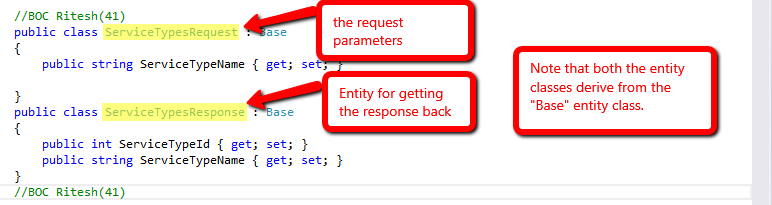 //BOC Ritesh(41)
public class ServiceTypesRequest : Base
{
public string ServiceTypeName { get; set; }
}
public class ServiceTypesResponse : Base
{
public int ServiceTypeId { get; set; }
public string ServiceTypeName { get; set; }
}
//BOC Ritesh(41)
the request
parameters
Entity for getting
the response back
Note that both the entity
classes derive from the
"Base" entity class.